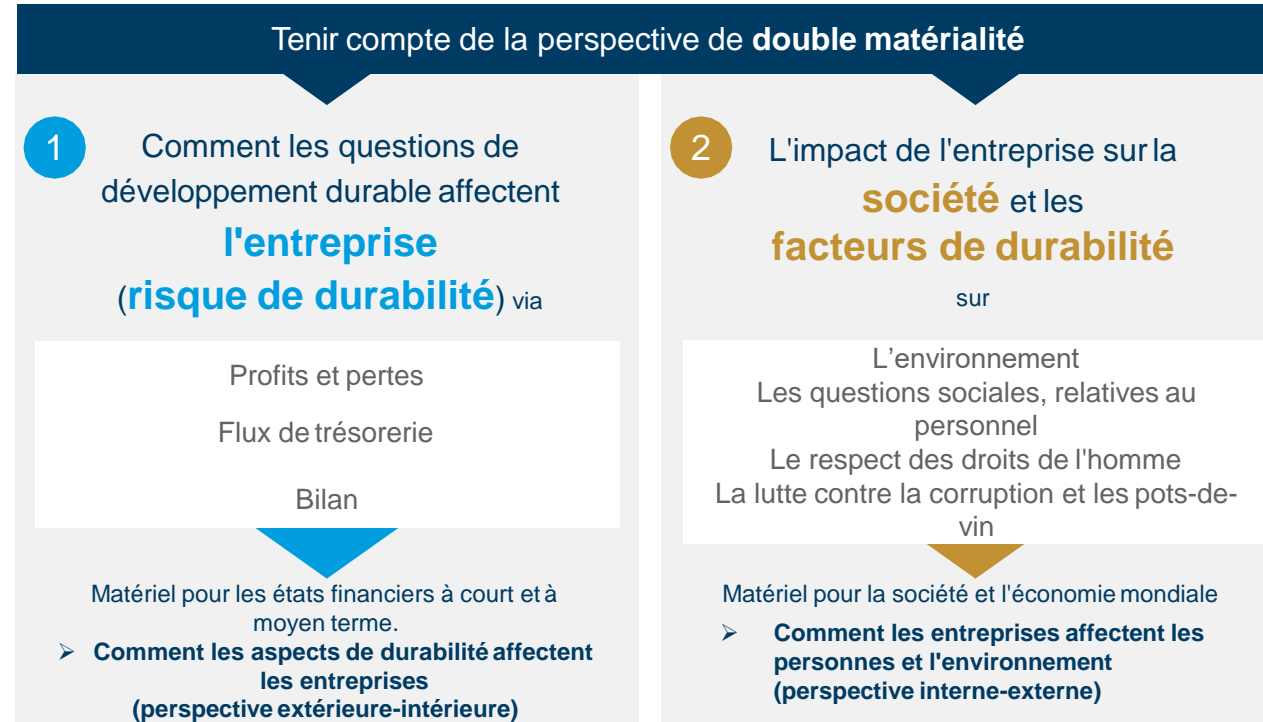 Tenir compte de la perspective de double matérialité
1
Comment les questions de
développement durable affectent
l'entreprise
(risque de durabilité) via
Profits et pertes
Flux de trésorerie
Bilan
Matériel pour les états financiers à court et à
moyen terme.
➢ Comment les aspects de durabilité affectent
les entreprises
(perspective extérieure-intérieure)
2
L'impact de l'entreprise sur la
société et les
facteurs de durabilité
sur
L’environnement
Les questions sociales, relatives au
personnel
Le respect des droits de l'homme
La lutte contre la corruption et les pots-de-
vin
Matériel pour la société et l'économie mondiale
➢ Comment les entreprises affectent les
personnes et l'environnement
(perspective interne-externe)